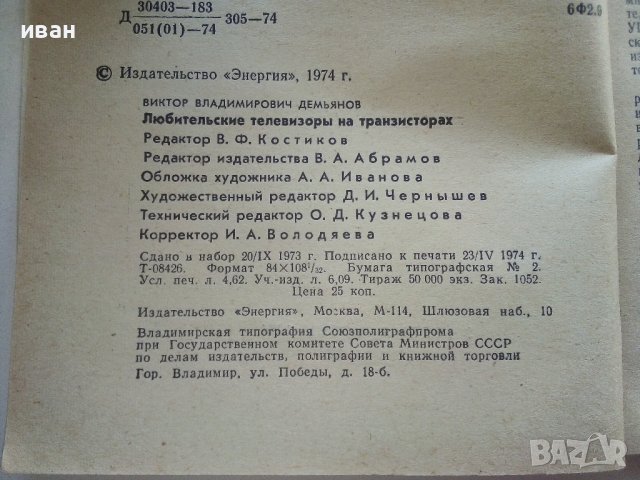 иван
Д 30403—183 305—74
051(01)—74
6Ф2.9
© Издательство «Энергия», 1974 г.
ВИКТОР ВЛАДИМИРОВИЧ ДЕМЬЯНОВ
Любительские телевизоры на транзисторах
Редактор В. Ф. Костиков
Редактор издательства В. А. Абрамов
Обложка художника А. А. Иванова
Художественный редактор Д. И. Чернышев
Технический редактор О. Д. Кузнецова
Корректор И. А. Володяева
Сдано в набор 20/IX 1973 г. Подписано к печати 23/IV 1974 г.
Т-08426. Формат 84×108¹/₃₂. Бумага типографская № 2.
Усл. печ. л. 4,62. Уч.-изд. л. 6,09. Тираж 50 000 экз. Зак. 1052.
Цена 25 коп.
Издательство «Энергия», Москва, М-114, Шлюзовая наб., 10
Владимирская типография Союзполиграфпрома
при Государственном комитете Совета Министров СССР
по делам издательств, полиграфии и книжной торговли
Гор. Владимир, ул. Победы, д. 18-б.
BAZAR